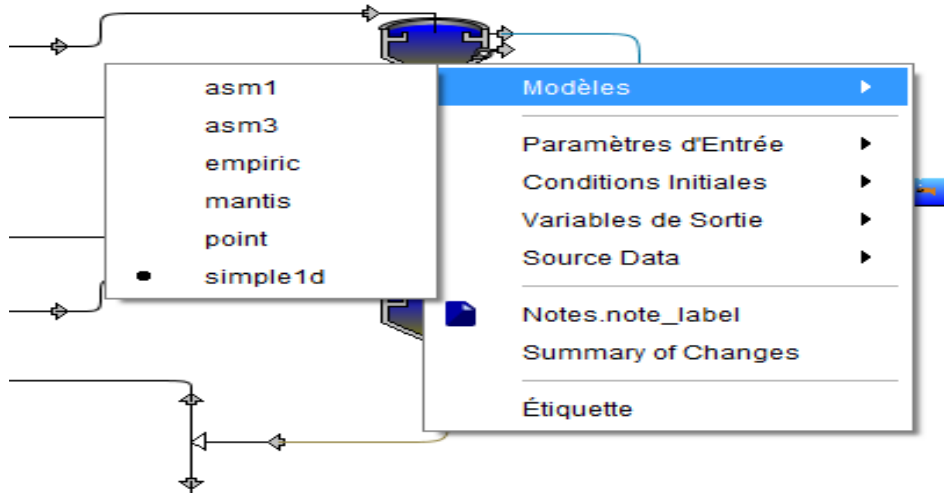 asm1
asm3
empiric
mantis
point
simple1d
Modèles
Paramètres d'Entrée
Conditions Initiales
Variables de Sortie
Source Data
Notes.note_label
Summary of Changes
Étiquette